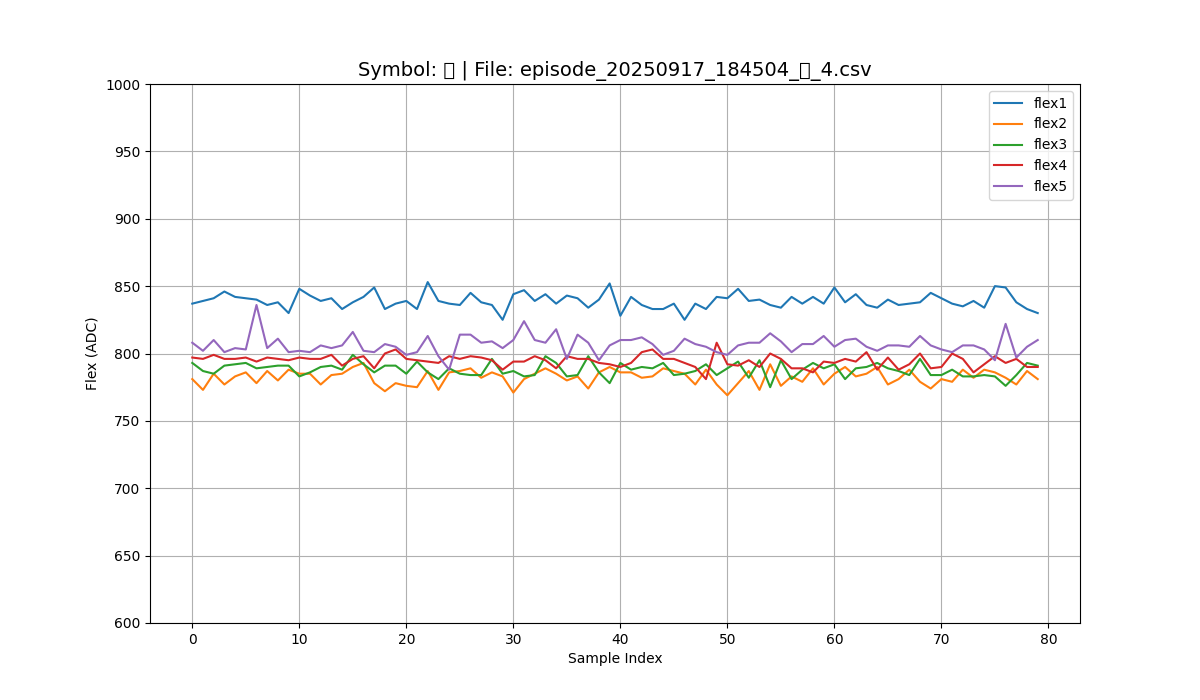 Symbol: ▯ | File: episode_20250917_184504_▯_4.csv
1000
950
900
850
800
750
700
650
600
Flex (ADC)
flex1
flex2
flex3
flex4
flex5
0 10 20 30 40 50 60 70 80
Sample Index